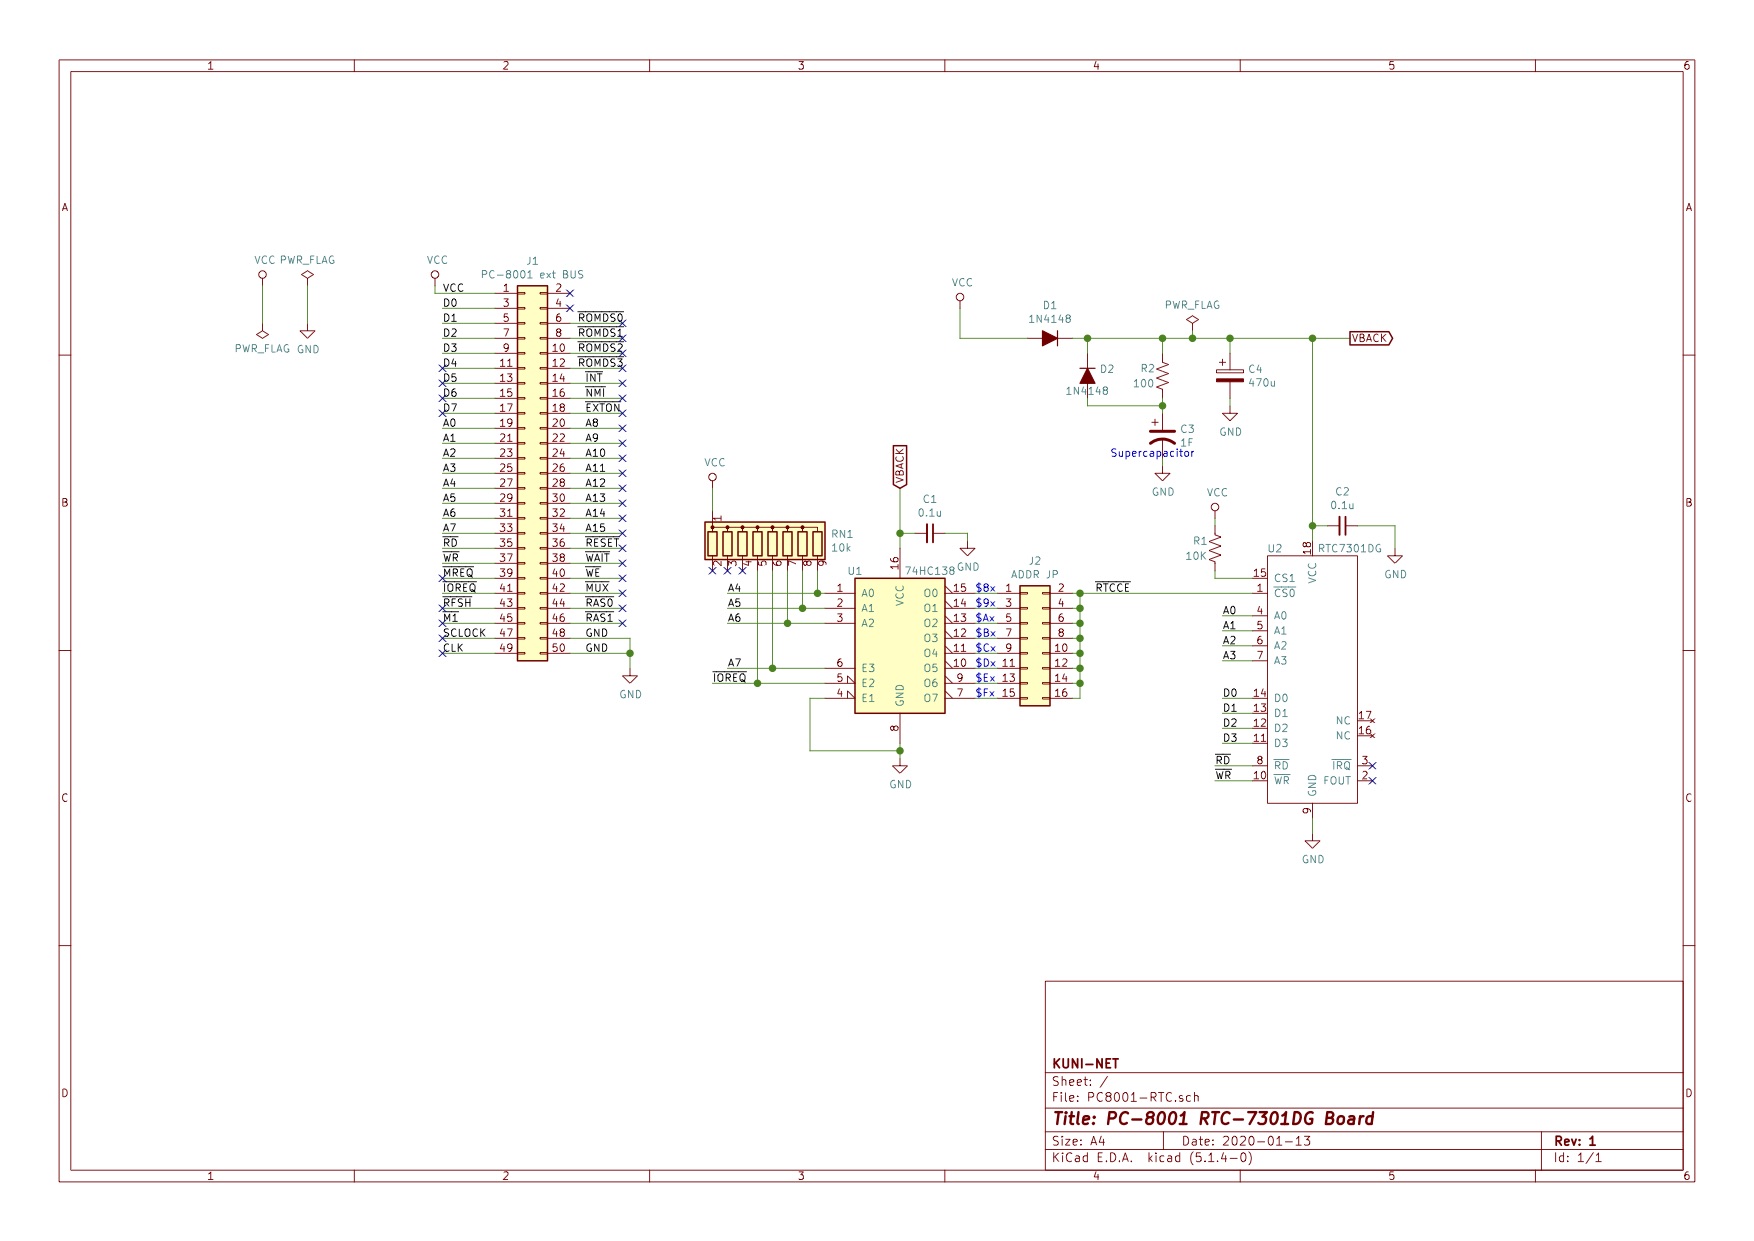 1 2 3 4 5 6
A A
B B
C C
D D
1 2 3 4 5 6
VCC PWR_FLAG
PWR_FLAG GND
J1
PC-8001 ext BUS
VCC
VCC 1 2
D0 3 4
D1 5 6 ROMDS0
D2 7 8 ROMDS1
D3 9 10 ROMDS2
D4 11 12 ROMDS3
D5 13 14 INT
D6 15 16 NMI
D7 17 18 EXTON
A0 19 20 A8
A1 21 22 A9
A2 23 24 A10
A3 25 26 A11
A4 27 28 A12
A5 29 30 A13
A6 31 32 A14
A7 33 34 A15
RD 35 36 RESET
WR 37 38 WAIT
MREQ 39 40 WE
IOREQ 41 42 MUX
RFSH 43 44 RAS0
M1 45 46 RAS1
SCLOCK 47 48 GND
CLK 49 50 GND
GND
VCC
1
RN1
10k
2 3 4 5 6 7 8 9
VBACK
C1
0.1u
GND
U1 74HC138
16
VCC
A4 1 A0 O0 15 $8x
A5 2 A1 O1 14 $9x
A6 3 A2 O2 13 $Ax
O3 12 $Bx
O4 11 $Cx
A7 6 E3 O5 10 $Dx
IOREQ 5 E2 O6 9 $Ex
4 E1 O7 7 $Fx
GND
8
GND
J2
ADDR JP
1 2
3 4
5 6
7 8
9 10
11 12
13 14
15 16
RTCCE
VCC
D1
1N4148
D2
1N4148
R2
100
PWR_FLAG
C4
470u
GND
C3
1F
Supercapacitor
GND
VBACK
VCC
R1
10K
C2
0.1u
GND
U2 RTC7301DG
18
VCC
15 CS1
1 CS0
A0 4 A0
A1 5 A1
A2 6 A2
A3 7 A3
D0 14 D0
D1 13 D1
D2 12 D2
D3 11 D3
RD 8 RD
WR 10 WR
NC 17
NC 16
IRQ 3
FOUT 2
GND
9
GND
KUNI-NET
Sheet: /
File: PC8001-RTC.sch
Title: PC-8001 RTC-7301DG Board
Size: A4 Date: 2020-01-13 Rev: 1
KiCad E.D.A. kicad (5.1.4-0) Id: 1/1